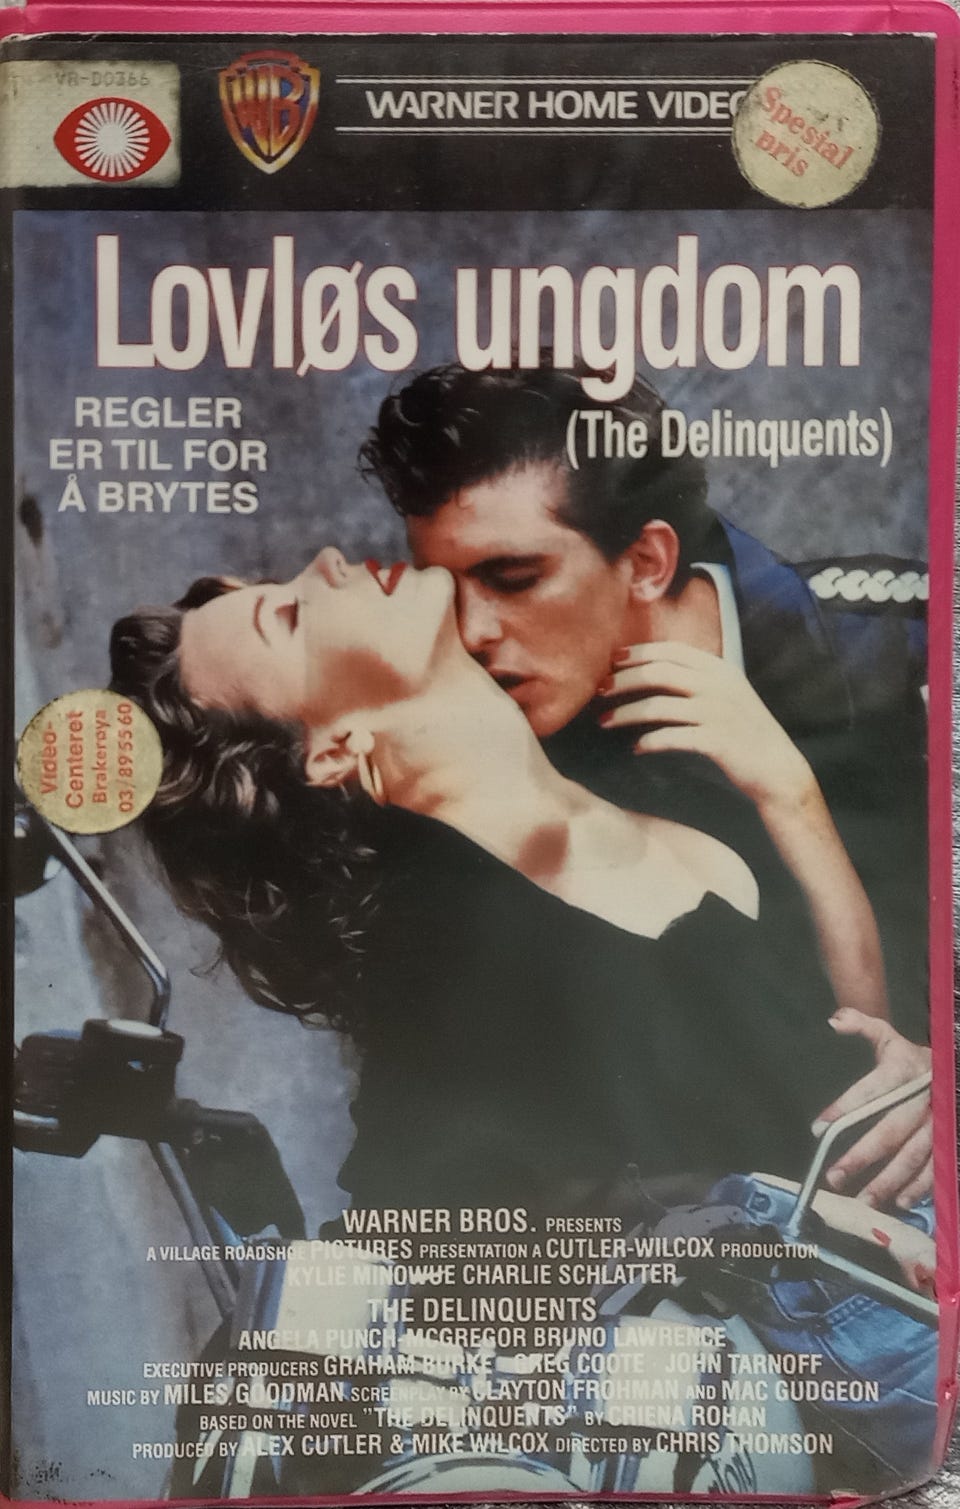 VR-D0366
WB
WARNER HOME VIDEO
Spesial
pris
Lovløs ungdom
(The Delinquents)
REGLER
ER TIL FOR
Å BRYTES
Video-
Centeret
Brakerøya
03/895560
WARNER BROS. PRESENTS
A VILLAGE ROADSHOW PICTURES PRESENTATION A CUTLER-WILCOX PRODUCTION
KYLIE MINOWUE CHARLIE SCHLATTER
THE DELINQUENTS
ANGELA PUNCH-MCGREGOR BRUNO LAWRENCE
EXECUTIVE PRODUCERS GRAHAM BURKE GREG COOTE JOHN TARNOFF
MUSIC BY MILES GOODMAN SCREENPLAY BY CLAYTON FROHMAN AND MAC GUDGEON
BASED ON THE NOVEL "THE DELINQUENTS" BY CRIENA ROHAN
PRODUCED BY ALEX CUTLER & MIKE WILCOX DIRECTED BY CHRIS THOMSON